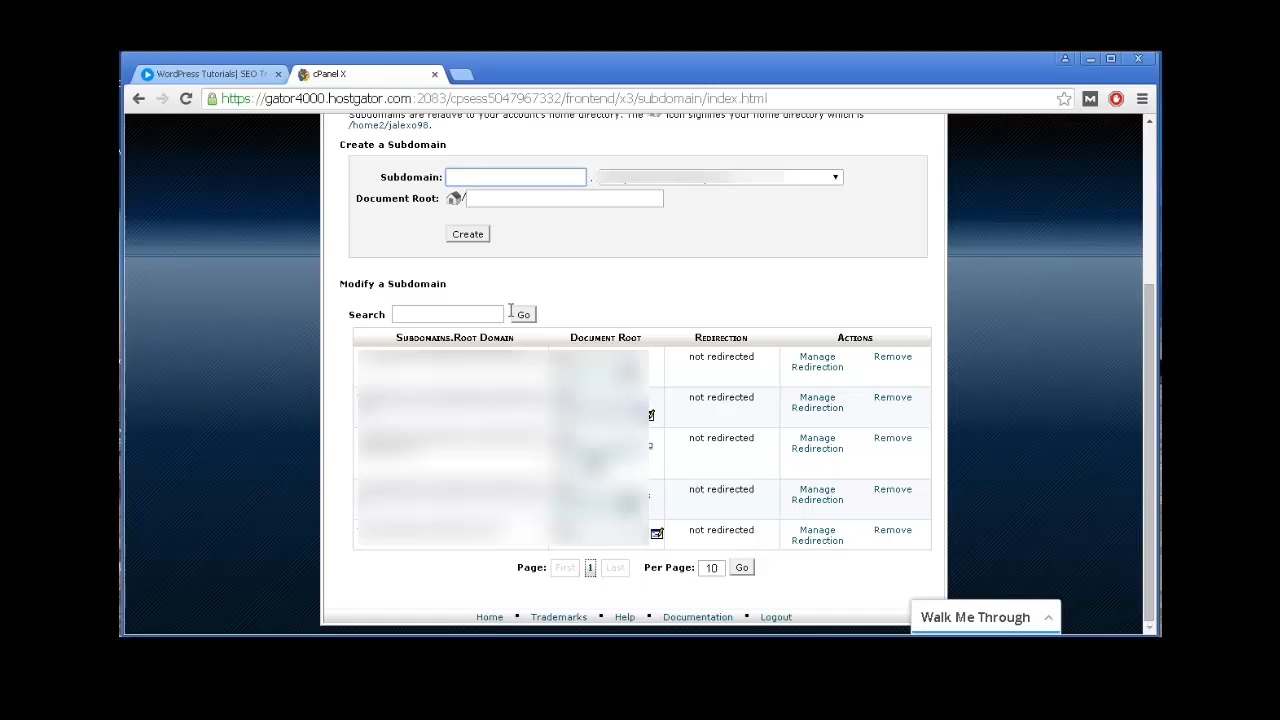 WordPress Tutorials| SEO Tr
cPanel X
https://gator4000.hostgator.com:2083/cpsess5047967332/frontend/x3/subdomain/index.html
Subdomains are relative to your account's home directory. The icon signifies your home directory which is
/home2/jalexo98.
Create a Subdomain
Subdomain: .
Document Root: /
Create
Modify a Subdomain
Search Go
Subdomains.Root Domain Document Root Redirection Actions
not redirected Manage Redirection Remove
not redirected Manage Redirection Remove
not redirected Manage Redirection Remove
not redirected Manage Redirection Remove
not redirected Manage Redirection Remove
Page: First 1 Last Per Page: 10 Go
Home Trademarks Help Documentation Logout
Walk Me Through